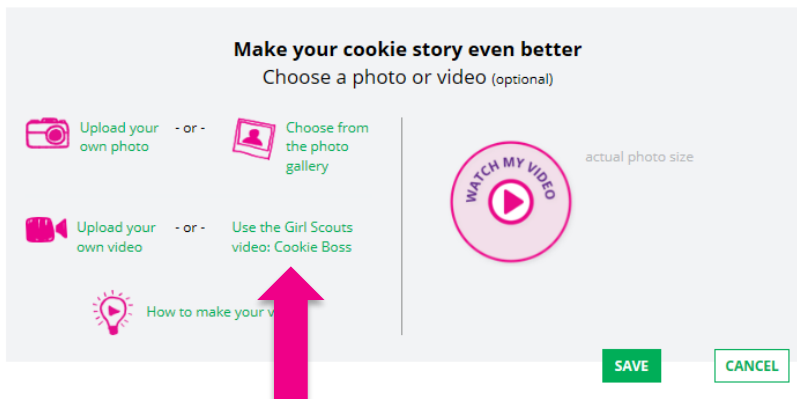 Make your cookie story even better
Choose a photo or video (optional)
Upload your own photo
- or -
Choose from the photo gallery
WATCH MY VIDEO
actual photo size
Upload your own video
- or -
Use the Girl Scouts video: Cookie Boss
How to make your
SAVE
CANCEL